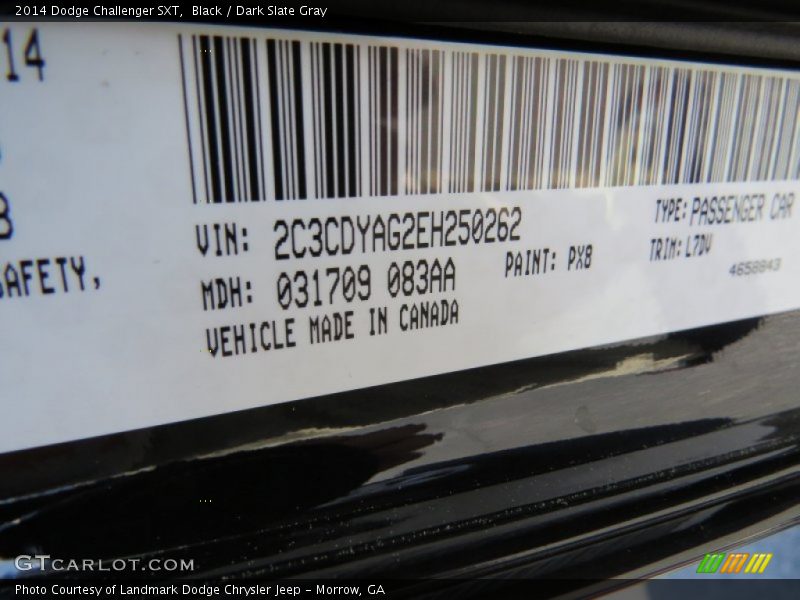 2014 Dodge Challenger SXT, Black / Dark Slate Gray
14
SAFETY,
VIN: 2C3CDYAG2EH250262
TYPE: PASSENGER CAR
MDH: 031709 083AA
PAINT: PX8
TRIM: L7DV
4658843
VEHICLE MADE IN CANADA
GTCARLOT.COM
Photo Courtesy of Landmark Dodge Chrysler Jeep - Morrow, GA